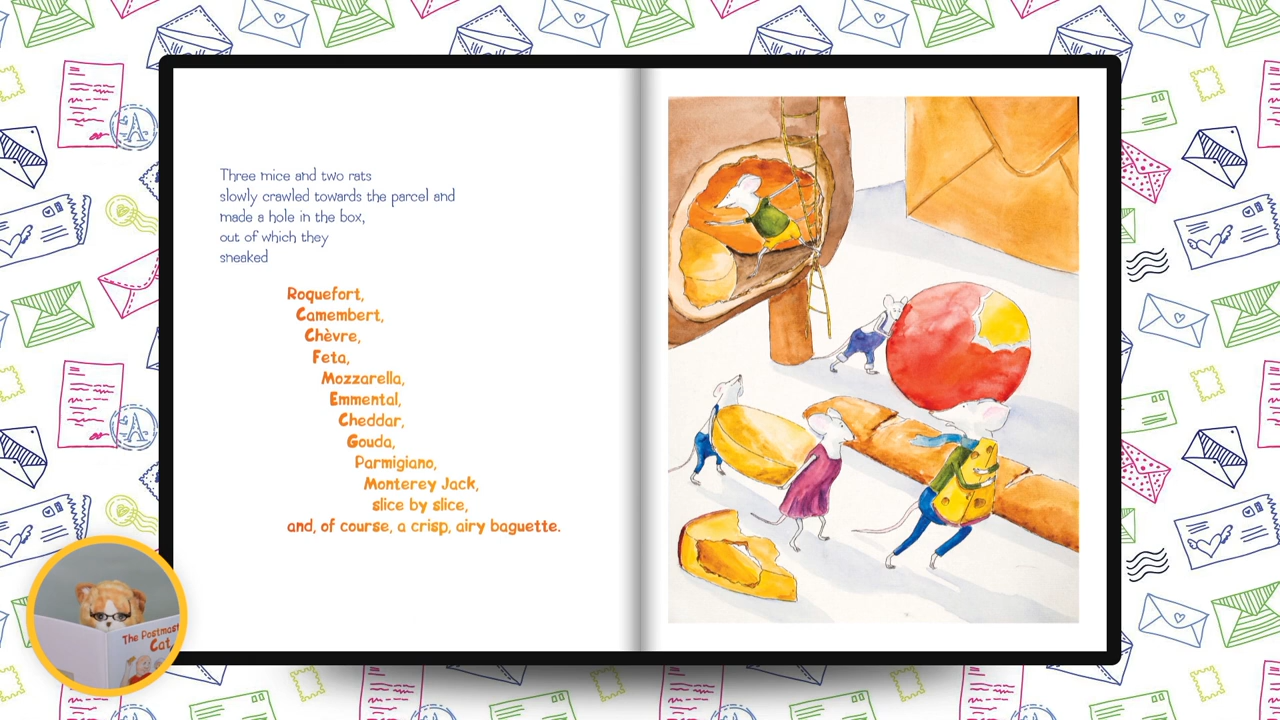 Three mice and two rats
slowly crawled towards the parcel and
made a hole in the box,
out of which they
sneaked
Roquefort,
Camembert,
Chèvre,
Feta,
Mozzarella,
Emmental,
Cheddar,
Gouda,
Parmigiano,
Monterey Jack,
slice by slice,
and, of course, a crisp, airy baguette.
The Postmast
Cat